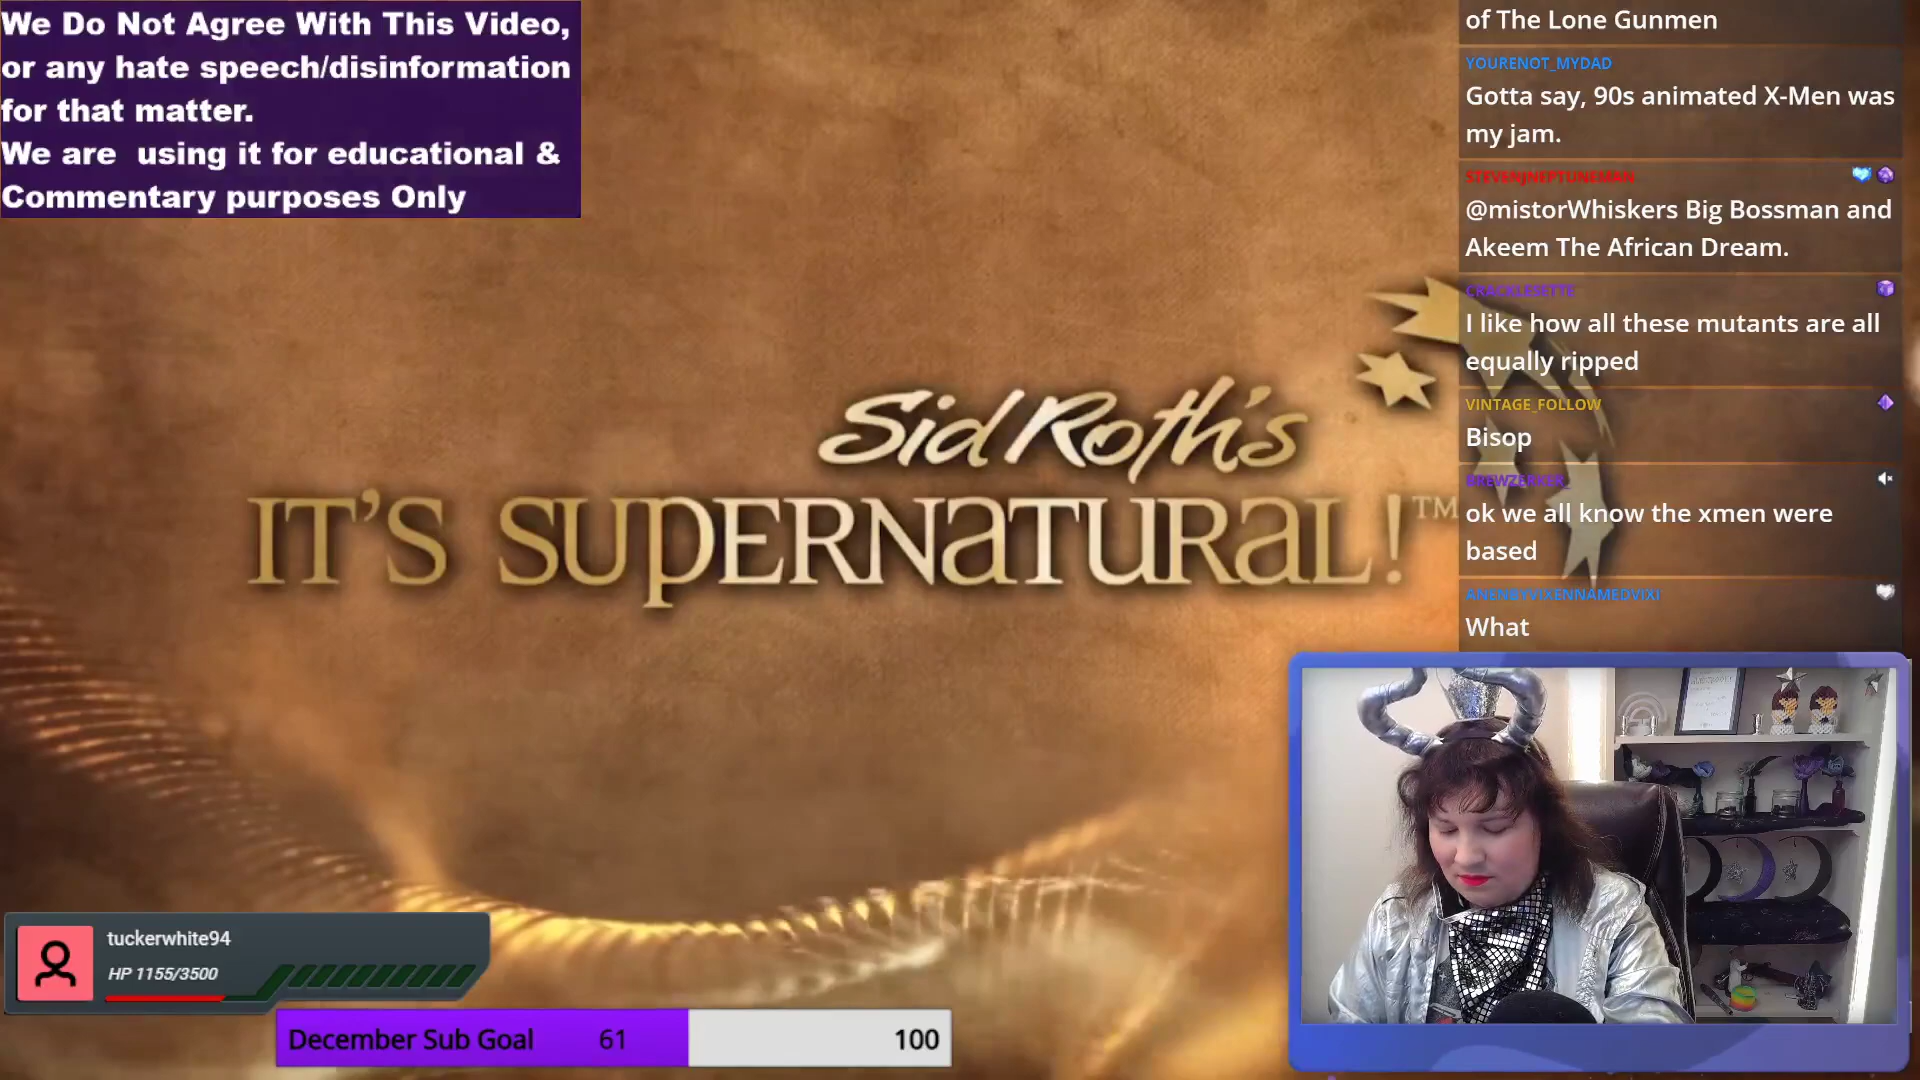 We Do Not Agree With This Video,
or any hate speech/disinformation
for that matter.
We are using it for educational &
Commentary purposes Only
of The Lone Gunmen
YOURENOT_MYDAD
Gotta say, 90s animated X-Men was
my jam.
STEVENJNEPTUNEMAN
@mistorWhiskers Big Bossman and
Akeem The African Dream.
CRACKLESETTE
I like how all these mutants are all
equally ripped
VINTAGE_FOLLOW
Bisop
BREWZERKER_
ok we all know the xmen were
based
ANENBYVIXENNAMEDVIXI
What
Sid Roth's
IT'S SUPERNATURAL!™
tuckerwhite94
HP 1155/3500
December Sub Goal 61 100